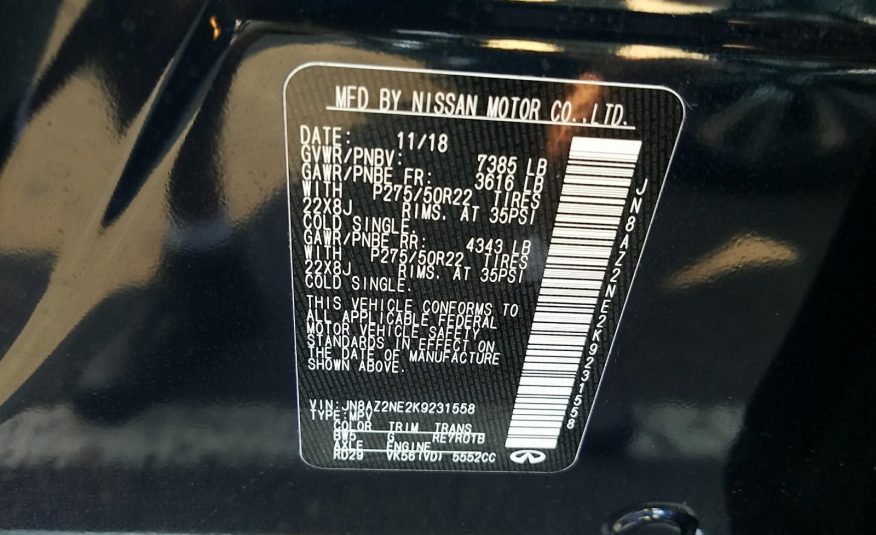 MFD BY NISSAN MOTOR CO.,LTD.
DATE: 11/18
GVWR/PNBV: 7385 LB
GAWR/PNBE FR: 3616 LB
WITH P275/50R22 TIRES
22X8J RIMS. AT 35PSI
COLD SINGLE.
GAWR/PNBE RR: 4343 LB
WITH P275/50R22 TIRES
22X8J RIMS. AT 35PSI
COLD SINGLE.
THIS VEHICLE CONFORMS TO
ALL APPLICABLE FEDERAL
MOTOR VEHICLE SAFETY
STANDARDS IN EFFECT ON
THE DATE OF MANUFACTURE
SHOWN ABOVE.
VIN:JN8AZ2NE2K9231558
TYPE:MPV
COLOR TRIM TRANS
G RE7R01B
AXLE ENGINE
RD29 VK56(VD) 5552CC
JN8AZ2NE2K9231558